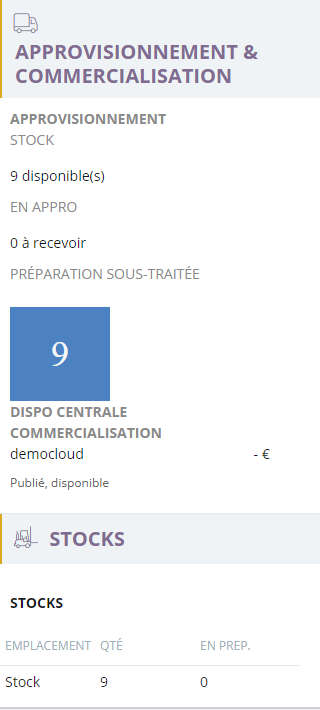 APPROVISIONNEMENT &
COMMERCIALISATION
APPROVISIONNEMENT
STOCK
9 disponible(s)
EN APPRO
0 à recevoir
PRÉPARATION SOUS-TRAITÉE
9
DISPO CENTRALE
COMMERCIALISATION
democloud - €
Publié, disponible
STOCKS
STOCKS
EMPLACEMENT QTÉ EN PREP.
Stock 9 0